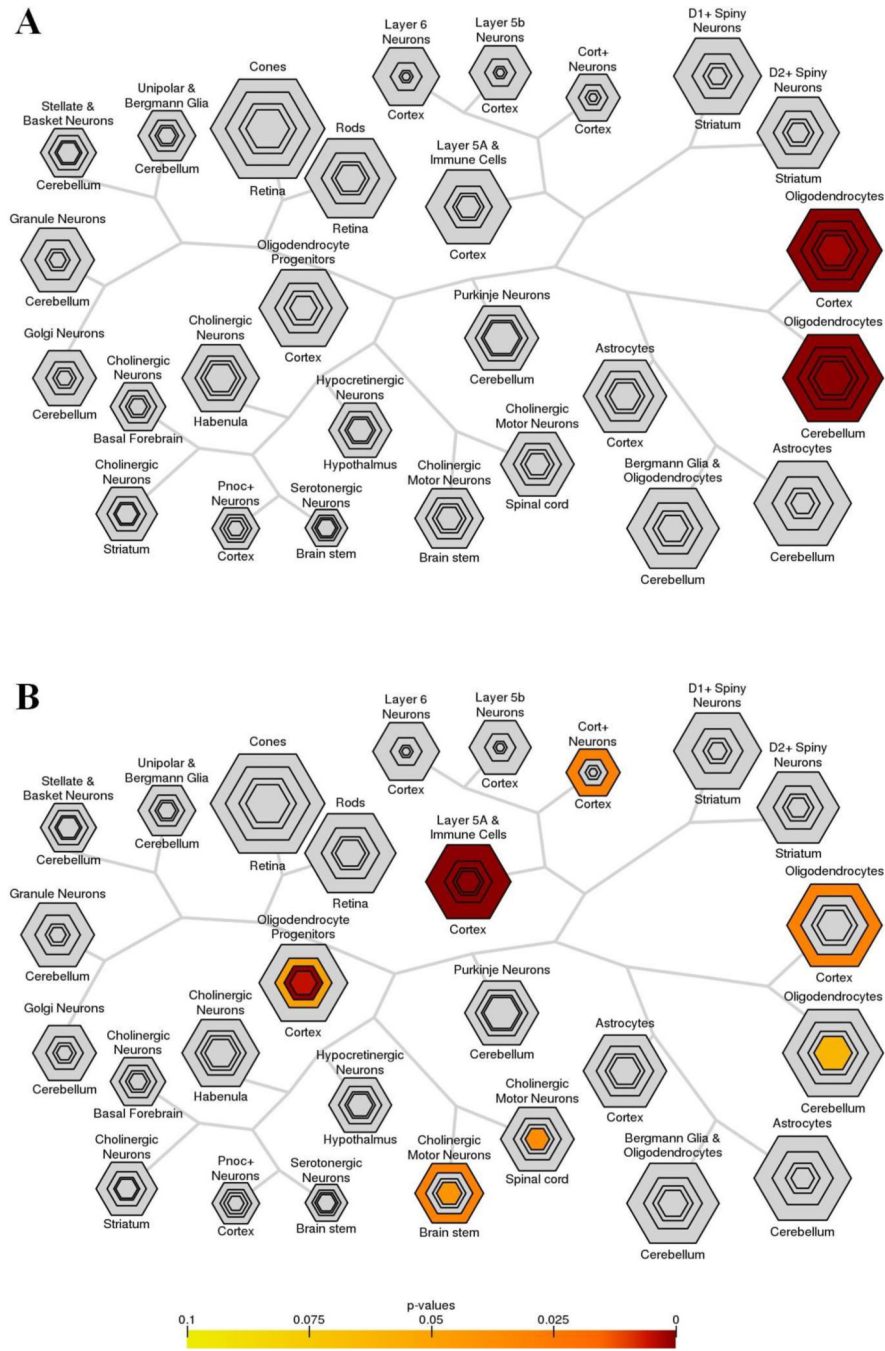 A
Layer 6
Neurons
Cortex
Layer 5b
Neurons
Cortex
Cort+
Neurons
Cortex
D1+ Spiny
Neurons
Striatum
D2+ Spiny
Neurons
Striatum
Cones
Retina
Rods
Retina
Unipolar &
Bergmann Glia
Cerebellum
Stellate &
Basket Neurons
Cerebellum
Layer 5A &
Immune Cells
Cortex
Oligodendrocytes
Cortex
Granule Neurons
Cerebellum
Oligodendrocyte
Progenitors
Cortex
Purkinje Neurons
Cerebellum
Oligodendrocytes
Cerebellum
Golgi Neurons
Cerebellum
Cholinergic
Neurons
Basal Forebrain
Cholinergic
Neurons
Habenula
Hypocretinergic
Neurons
Hypothalmus
Astrocytes
Cortex
Cholinergic
Motor Neurons
Spinal cord
Cholinergic
Neurons
Striatum
Pnoc+
Neurons
Cortex
Serotonergic
Neurons
Brain stem
Cholinergic
Motor Neurons
Brain stem
Bergmann Glia &
Oligodendrocytes
Cerebellum
Astrocytes
Cerebellum
B
Layer 6
Neurons
Cortex
Layer 5b
Neurons
Cortex
Cort+
Neurons
Cortex
D1+ Spiny
Neurons
Striatum
D2+ Spiny
Neurons
Striatum
Cones
Retina
Rods
Retina
Unipolar &
Bergmann Glia
Cerebellum
Stellate &
Basket Neurons
Cerebellum
Layer 5A &
Immune Cells
Cortex
Oligodendrocytes
Cortex
Granule Neurons
Cerebellum
Oligodendrocyte
Progenitors
Cortex
Purkinje Neurons
Cerebellum
Oligodendrocytes
Cerebellum
Golgi Neurons
Cerebellum
Cholinergic
Neurons
Basal Forebrain
Cholinergic
Neurons
Habenula
Hypocretinergic
Neurons
Hypothalmus
Astrocytes
Cortex
Cholinergic
Motor Neurons
Spinal cord
Cholinergic
Neurons
Striatum
Pnoc+
Neurons
Cortex
Serotonergic
Neurons
Brain stem
Cholinergic
Motor Neurons
Brain stem
Bergmann Glia &
Oligodendrocytes
Cerebellum
Astrocytes
Cerebellum
p-values
0.1 0.075 0.05 0.025 0